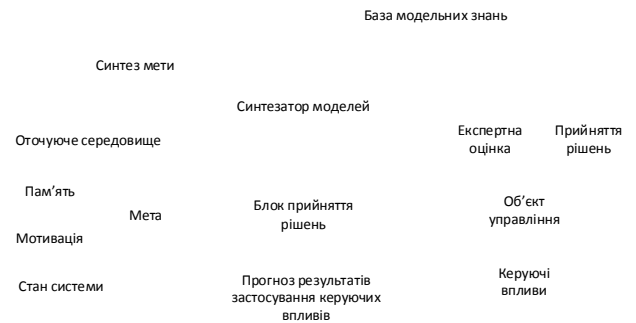 База модельних знань
Синтез мети
Синтезатор моделей
Оточуюче середовище
Експертна
оцінка
Прийняття
рішень
Пам’ять
Мета
Мотивація
Блок прийняття
рішень
Об’єкт
управління
Стан системи
Прогноз результатів
застосування керуючих
впливів
Керуючі
впливи